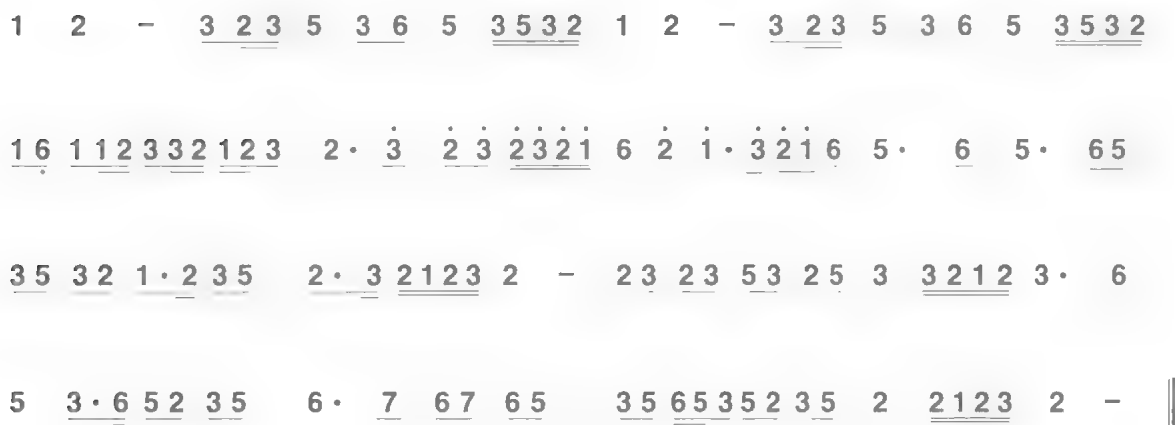 1 2 - 3 2 3 5 3 6 5 3 5 3 2 1 2 - 3 2 3 5 3 6 5 3 5 3 2
1 6̣ 1 1 2 3 3 2 1 2 3 2 · 3̇ 2̇ 3̇ 2̇ 3̇ 2̇ 1̇ 6 2̇ 1̇ · 3̇ 2̇ 1̇ 6 5 · 6 5 · 6 5
3 5 3 2 1 · 2 3 5 2 · 3 2 1 2 3 2 - 2 3 2 3 5 3 2 5 3 3 2 1 2 3 · 6
5 3 · 6 5 2 3 5 6 · 7 6 7 6 5 3 5 6 5 3 5 2 3 5 2 2 1 2 3 2 - ‖